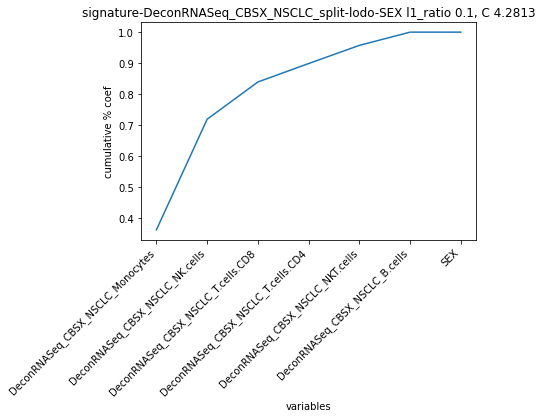 signature-DeconRNASeq_CBSX_NSCLC_split-lodo-SEX l1_ratio 0.1, C 4.2813
1.0
0.9
0.8
0.7
0.6
0.5
0.4
cumulative % coef
DeconRNASeq_CBSX_NSCLC_Monocytes
DeconRNASeq_CBSX_NSCLC_NK.cells
DeconRNASeq_CBSX_NSCLC_T.cells.CD8
DeconRNASeq_CBSX_NSCLC_T.cells.CD4
DeconRNASeq_CBSX_NSCLC_NKT.cells
DeconRNASeq_CBSX_NSCLC_B.cells
SEX
variables